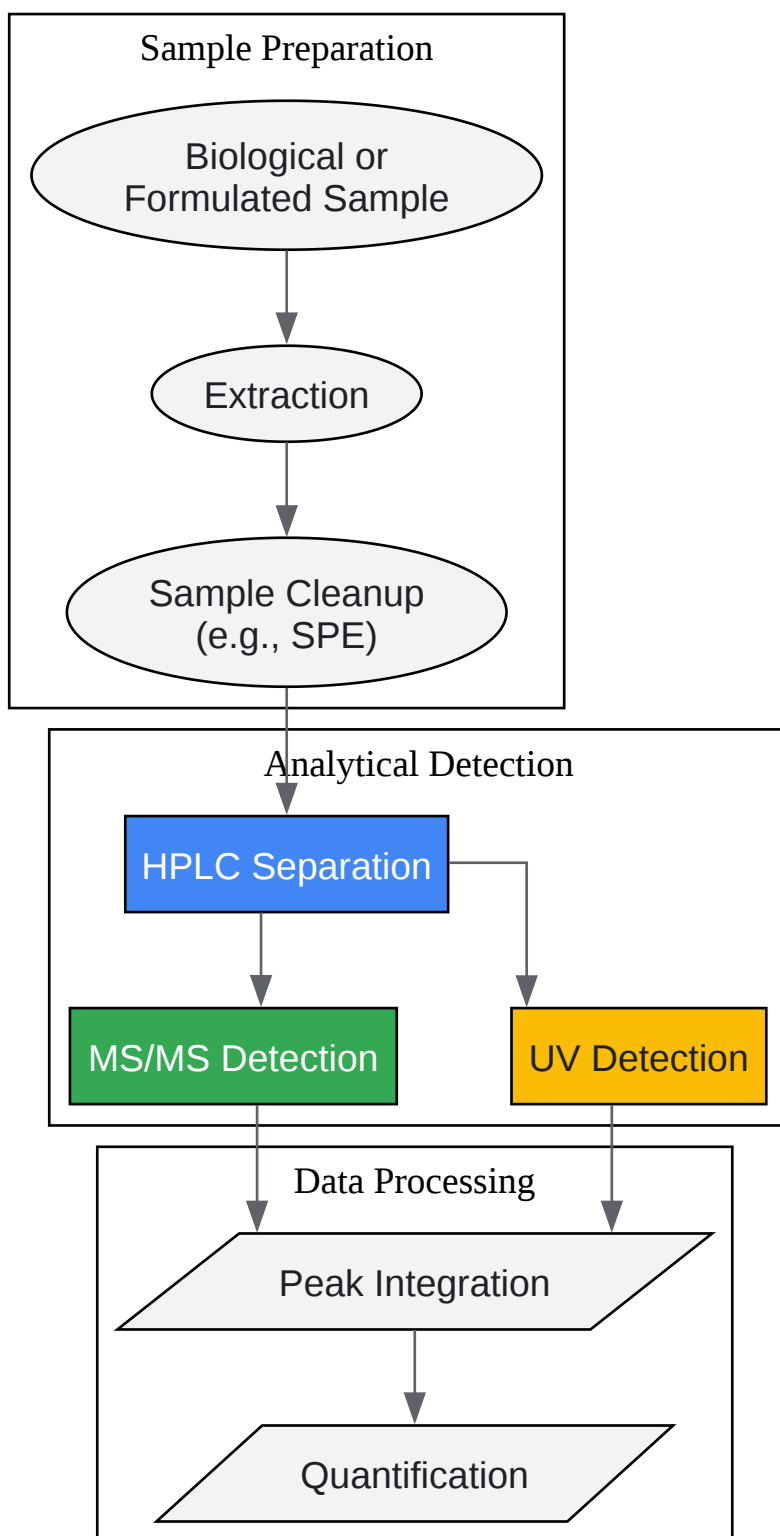 Sample Preparation
Biological or
Formulated Sample
Extraction
Sample Cleanup
(e.g., SPE)
Analytical Detection
HPLC Separation
MS/MS Detection
UV Detection
Data Processing
Peak Integration
Quantification